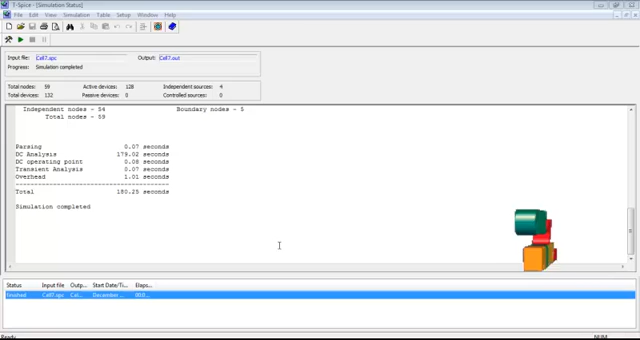 T-Spice - [Simulation Status]
File Edit View Simulation Table Setup Window Help
Input file: Cell7.spc Output: Cell7.out
Progress: Simulation completed
Total nodes: 59 Active devices: 128 Independent sources: 4
Total devices: 132 Passive devices: 0 Controlled sources: 0
Independent nodes - 54 Boundary nodes - 5
Total nodes - 59
Parsing 0.07 seconds
DC Analysis 179.02 seconds
DC operating point 0.08 seconds
Transient Analysis 0.07 seconds
Overhead 1.01 seconds
-----------------------------------------
Total 180.25 seconds
Simulation completed
Status Input file Outp... Start Date/Ti... Elaps...
finished Cell7.spc Cel... December ... 00:0...
Ready NUM